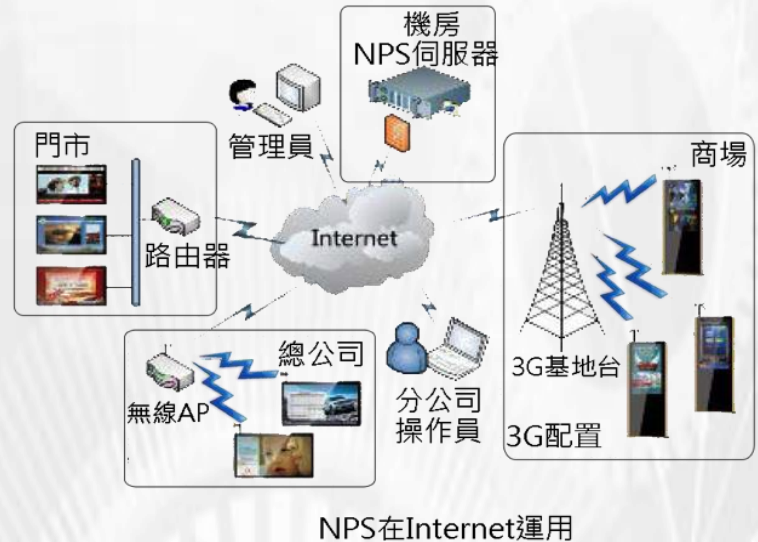 機房
NPS伺服器
管理員
門市
路由器
Internet
商場
3G基地台
3G配置
總公司
無線AP
分公司
操作員
NPS在Internet運用